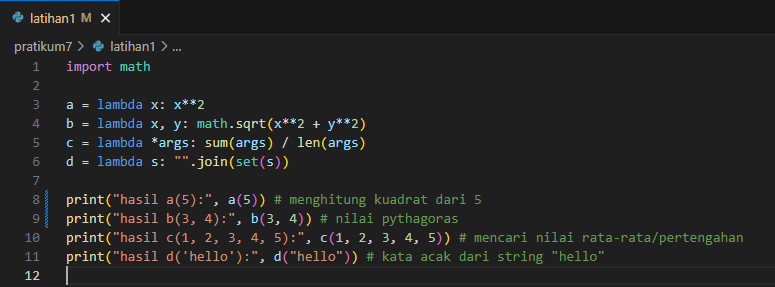 latihan1 M ×
pratikum7 > latihan1 > ...
1 import math
2
3 a = lambda x: x**2
4 b = lambda x, y: math.sqrt(x**2 + y**2)
5 c = lambda *args: sum(args) / len(args)
6 d = lambda s: "".join(set(s))
7
8 print("hasil a(5):", a(5)) # menghitung kuadrat dari 5
9 print("hasil b(3, 4):", b(3, 4)) # nilai pythagoras
10 print("hasil c(1, 2, 3, 4, 5):", c(1, 2, 3, 4, 5)) # mencari nilai rata-rata/pertengahan
11 print("hasil d('hello'):", d("hello")) # kata acak dari string "hello"
12